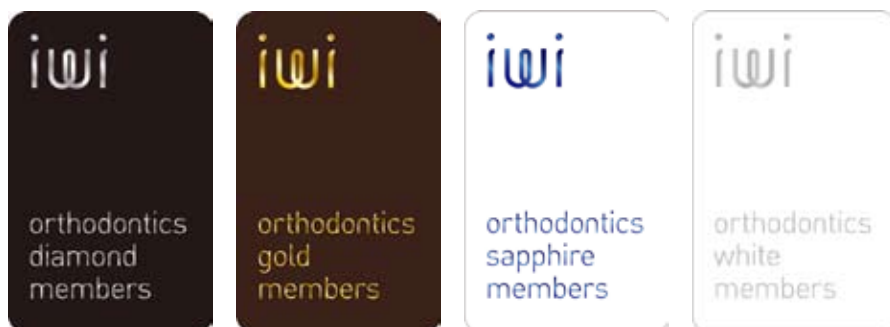 iwi
orthodontics
diamond
members
iwi
orthodontics
gold
members
iwi
orthodontics
sapphire
members
iwi
orthodontics
white
members